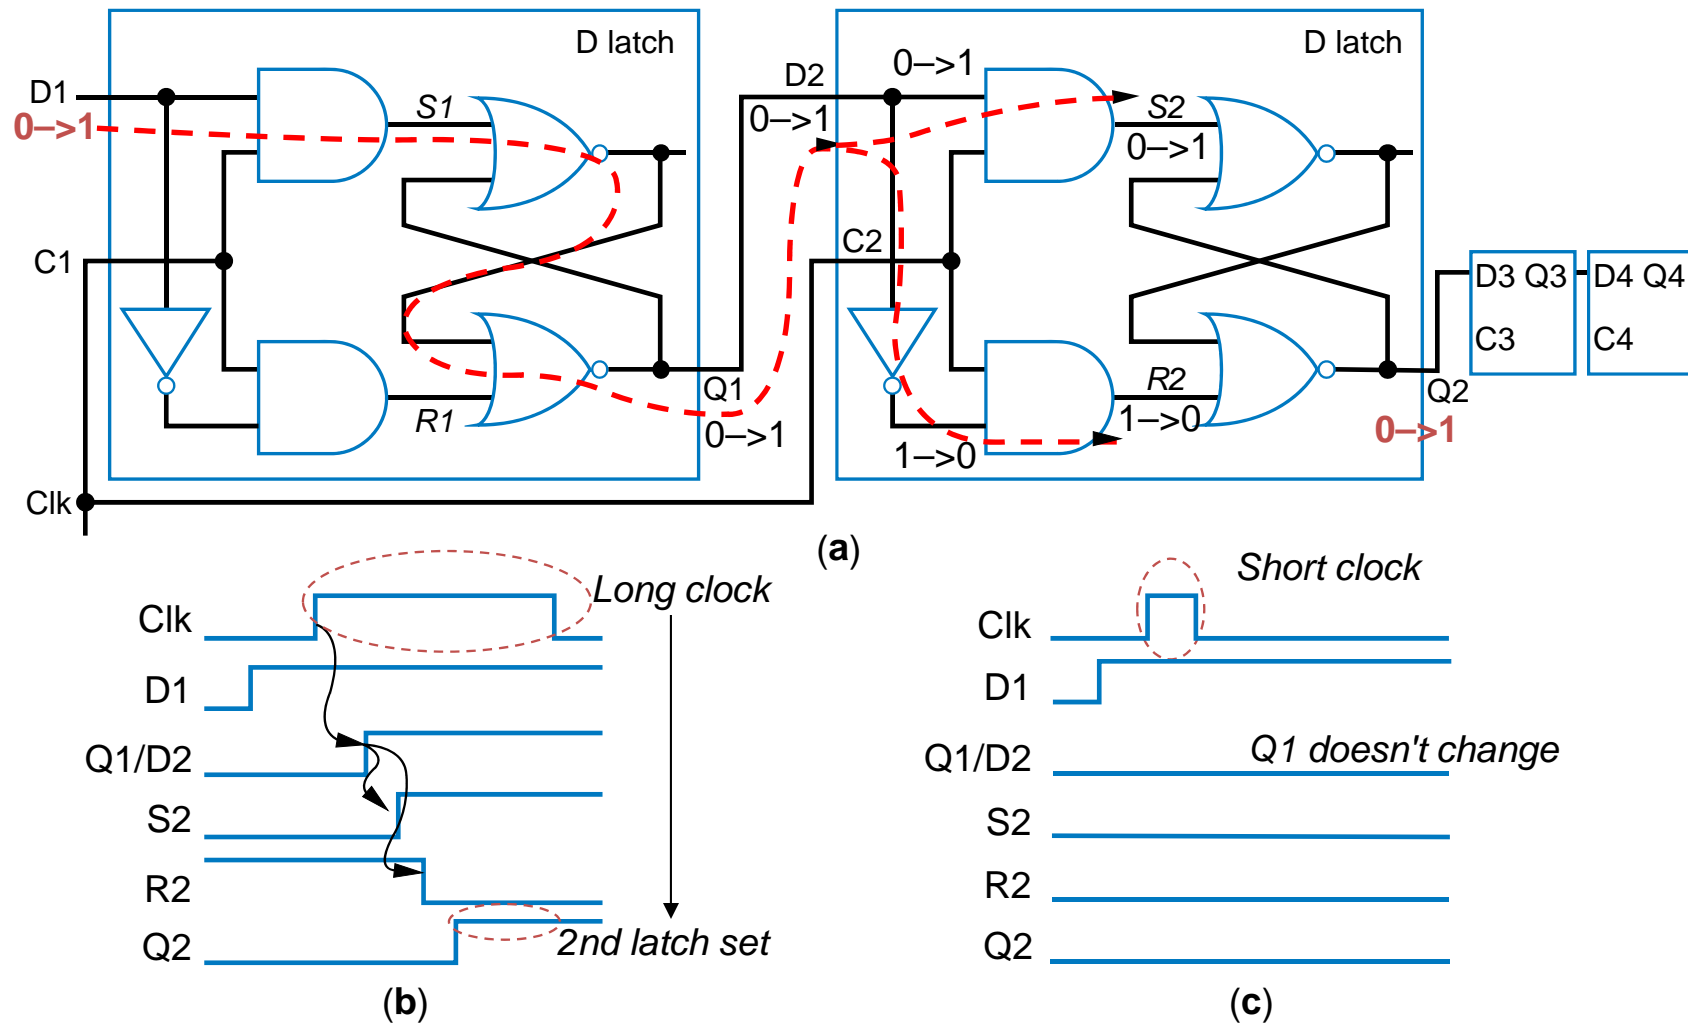 D latch
D latch
D1
0–>1
S1
D2
0–>1
0–>1
S2
0–>1
C1
C2
D3 Q3
D4 Q4
C3
C4
R1
Q1
0–>1
R2
1–>0
1–>0
Q2
0–>1
Clk
(a)
Long clock
Clk
D1
Q1/D2
S2
R2
Q2
2nd latch set
(b)
Short clock
Clk
D1
Q1 doesn't change
Q1/D2
S2
R2
Q2
(c)